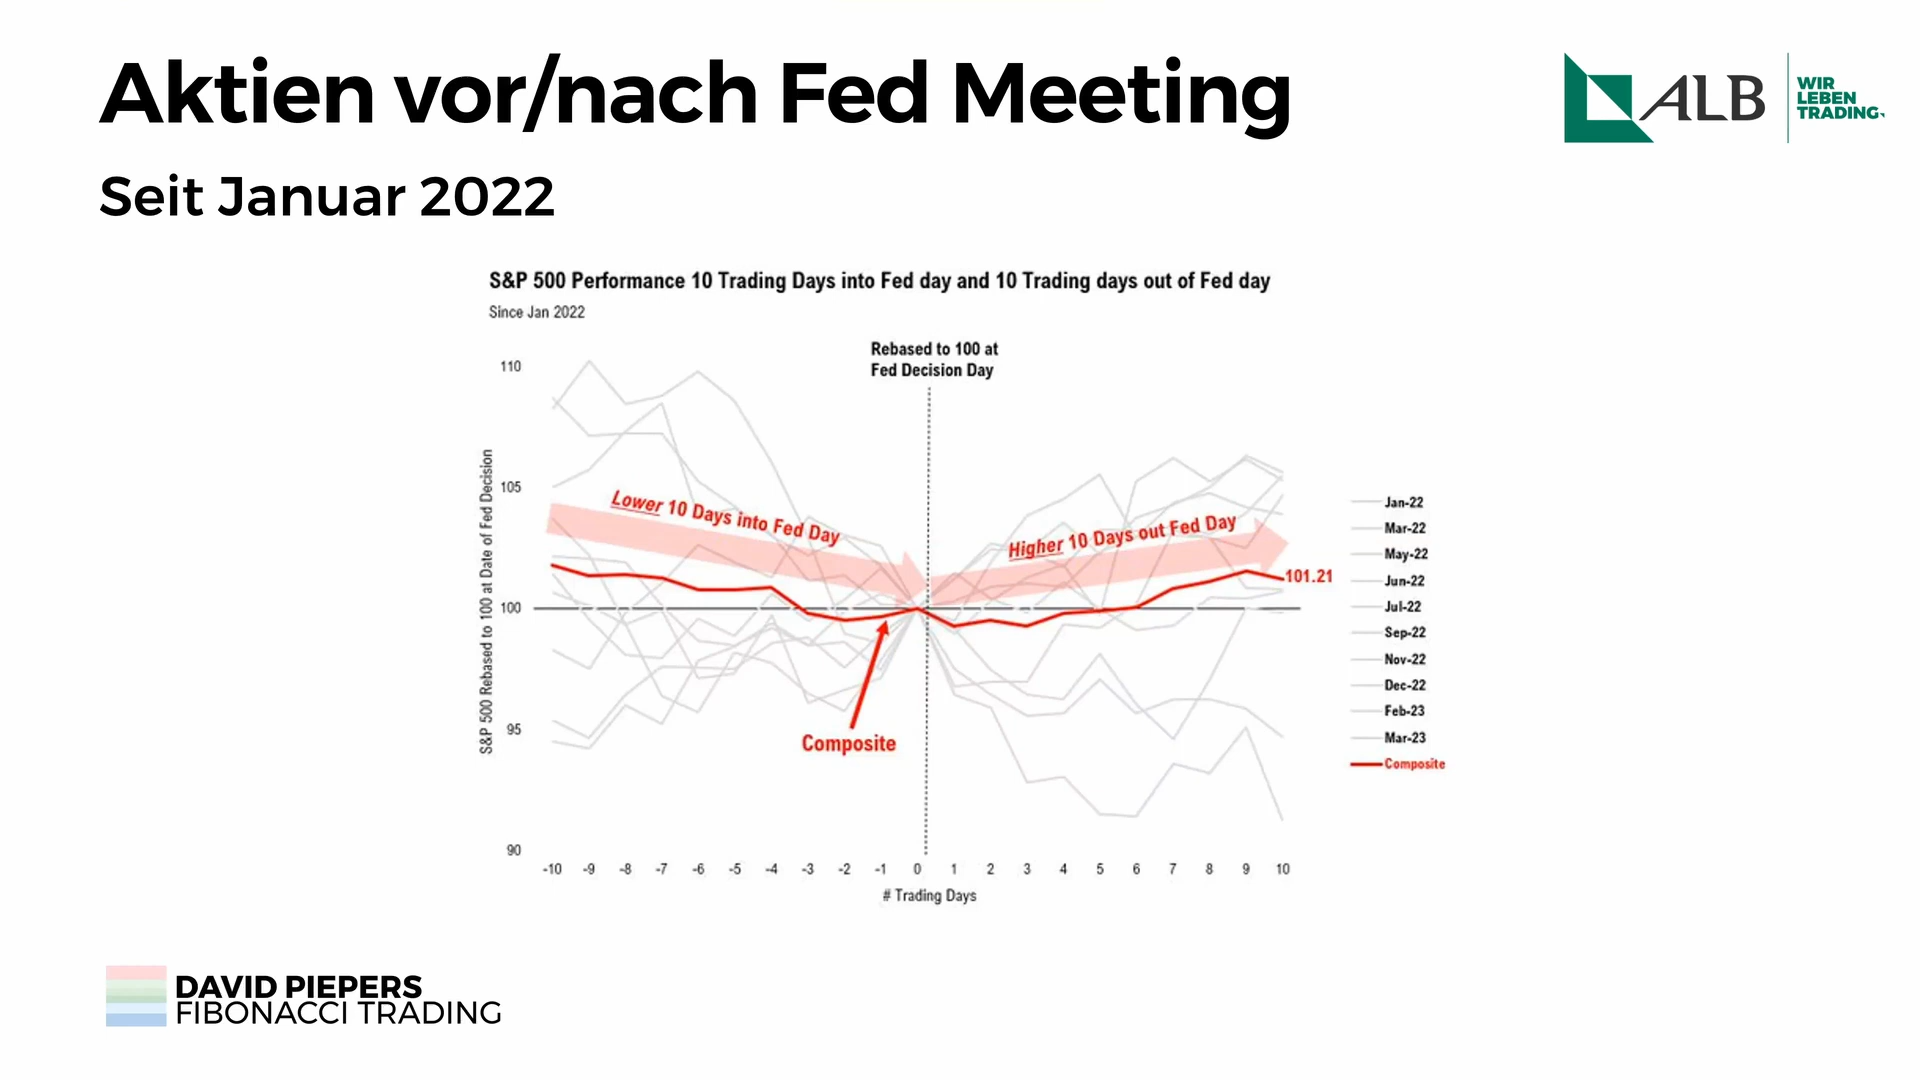 Aktien vor/nach Fed Meeting
ALB
WIR
LEBEN
TRADING
Seit Januar 2022
S&P 500 Performance 10 Trading Days into Fed day and 10 Trading days out of Fed day
Since Jan 2022
Rebased to 100 at
Fed Decision Day
S&P 500 Rebased to 100 at Date of Fed Decision
110
105
100
95
90
Lower 10 Days into Fed Day
Higher 10 Days out Fed Day
101.21
Composite
-10 -9 -8 -7 -6 -5 -4 -3 -2 -1 0 1 2 3 4 5 6 7 8 9 10
# Trading Days
Jan-22
Mar-22
May-22
Jun-22
Jul-22
Sep-22
Nov-22
Dec-22
Feb-23
Mar-23
Composite
DAVID PIEPERS
FIBONACCI TRADING